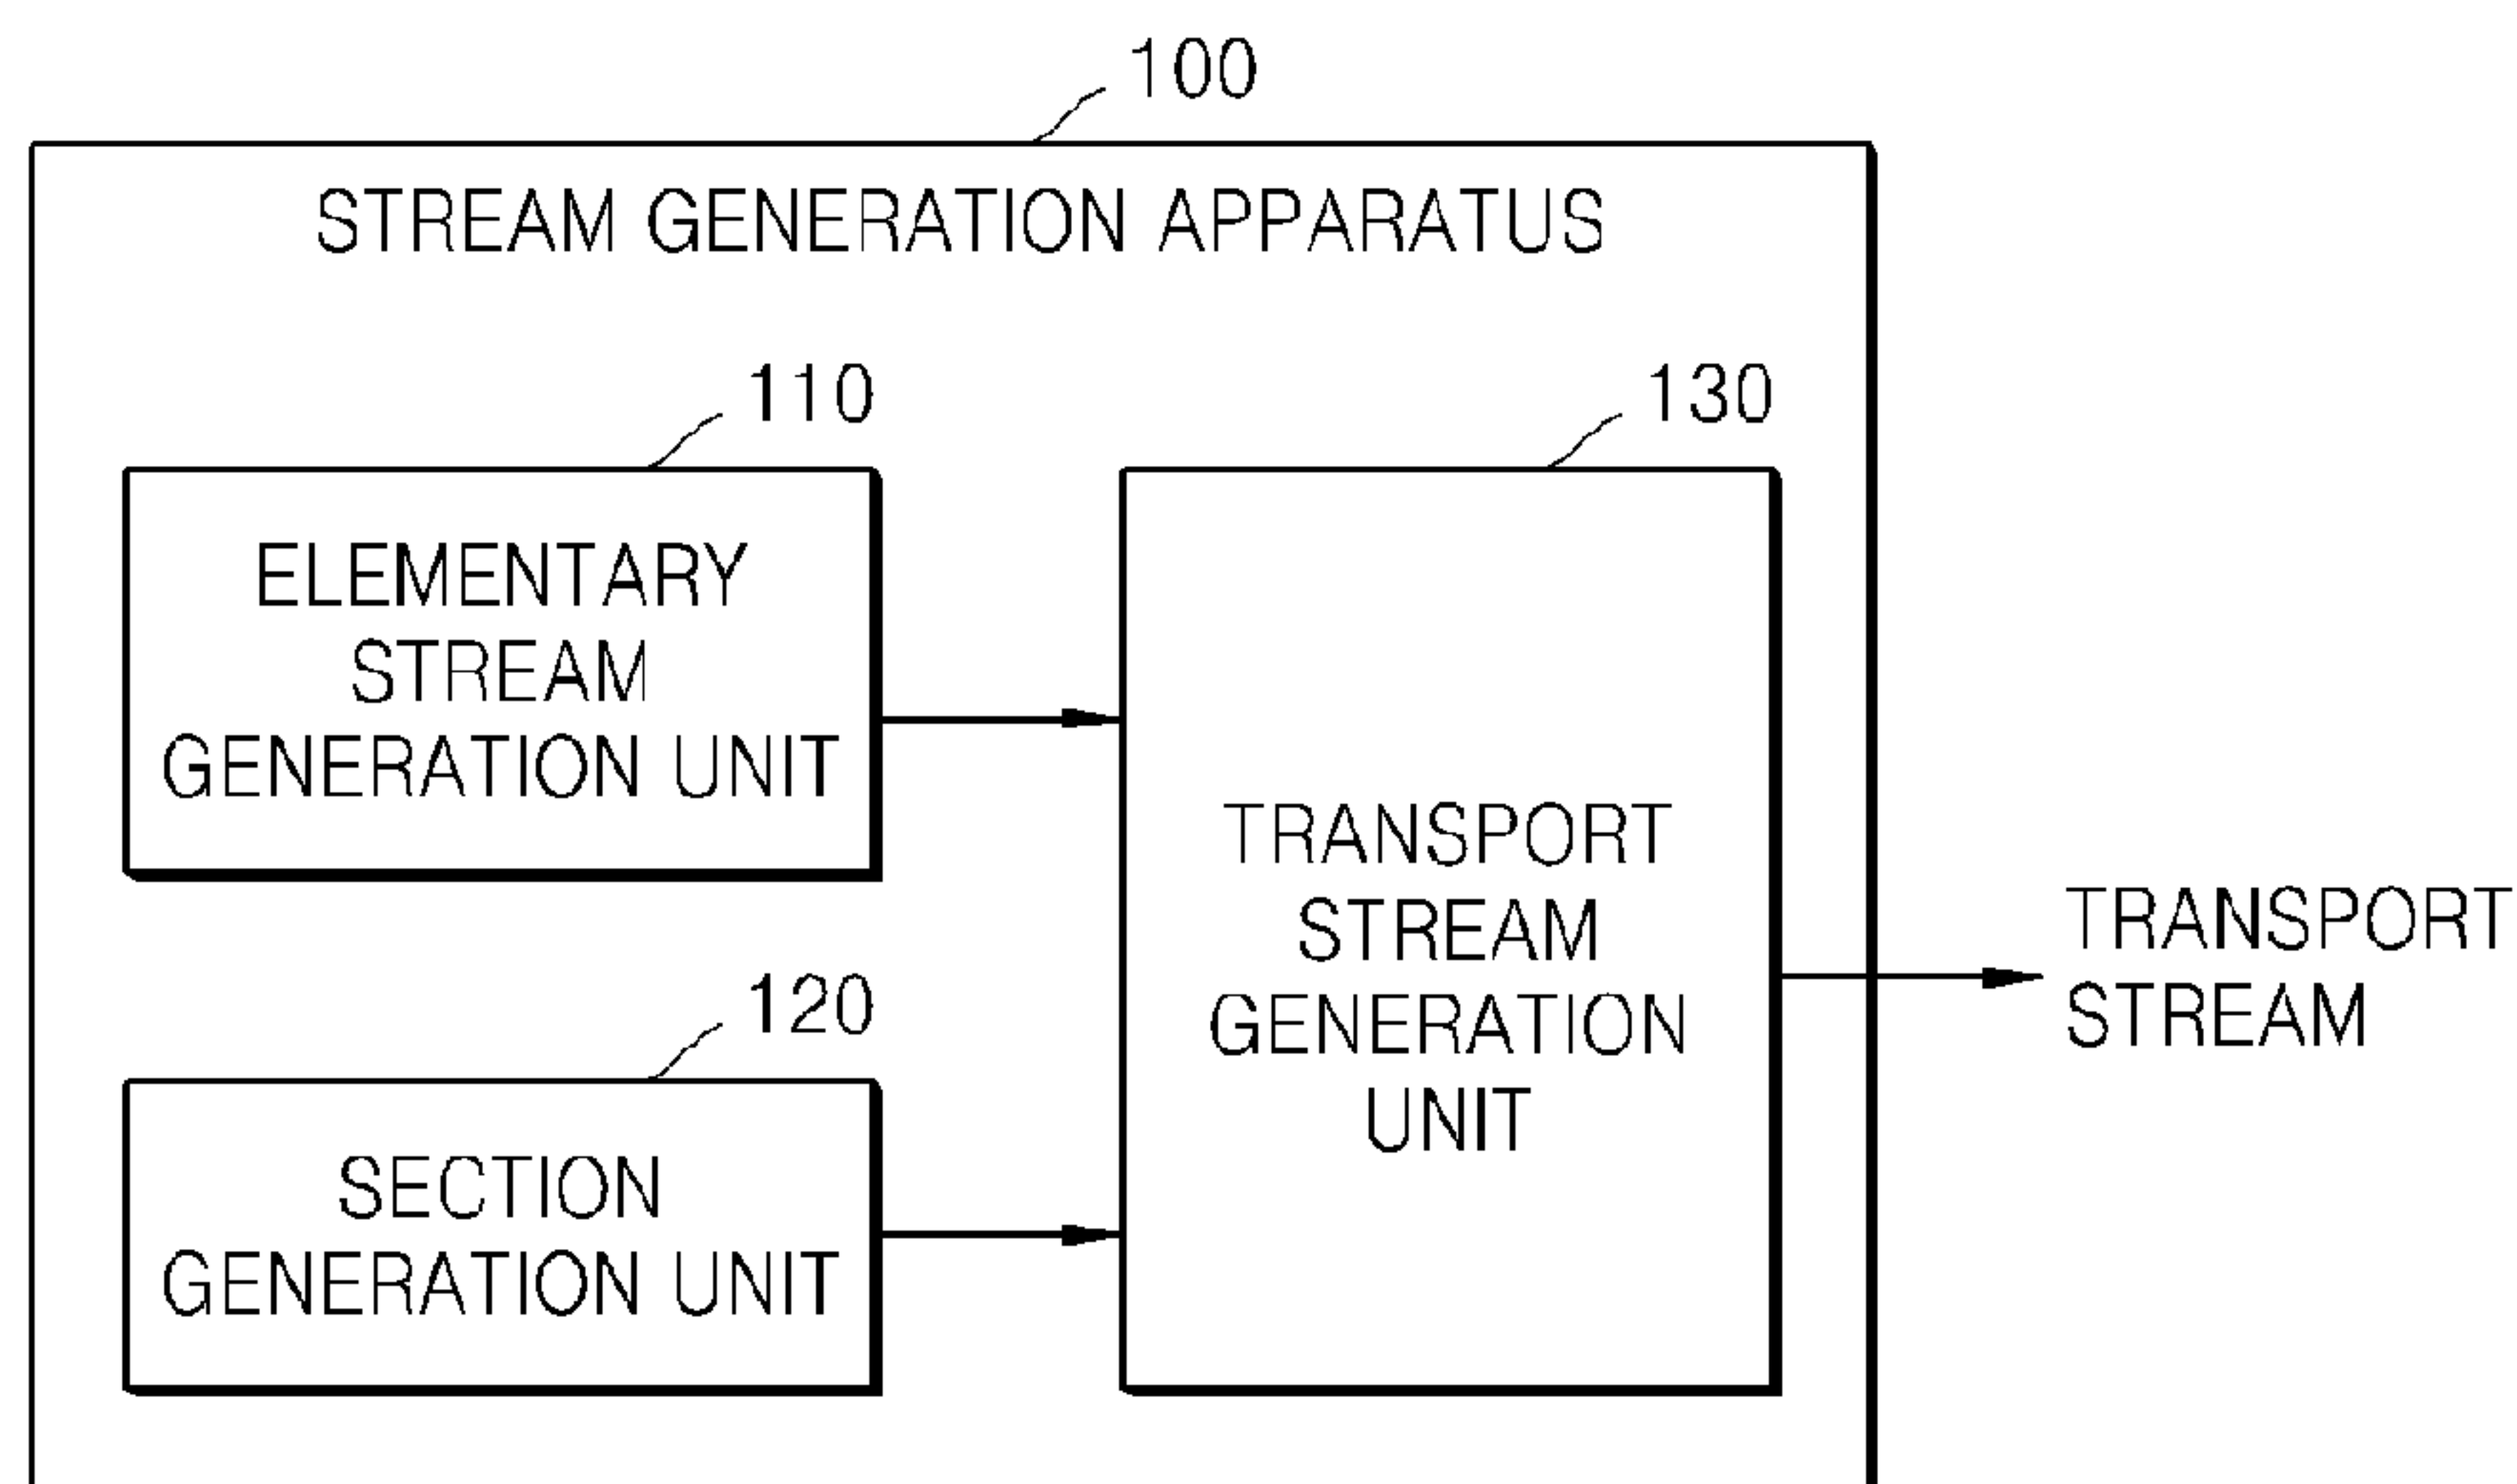 100
STREAM GENERATION APPARATUS
110
130
ELEMENTARY
STREAM
GENERATION UNIT
TRANSPORT
STREAM
GENERATION
UNIT
TRANSPORT
STREAM
120
SECTION
GENERATION UNIT